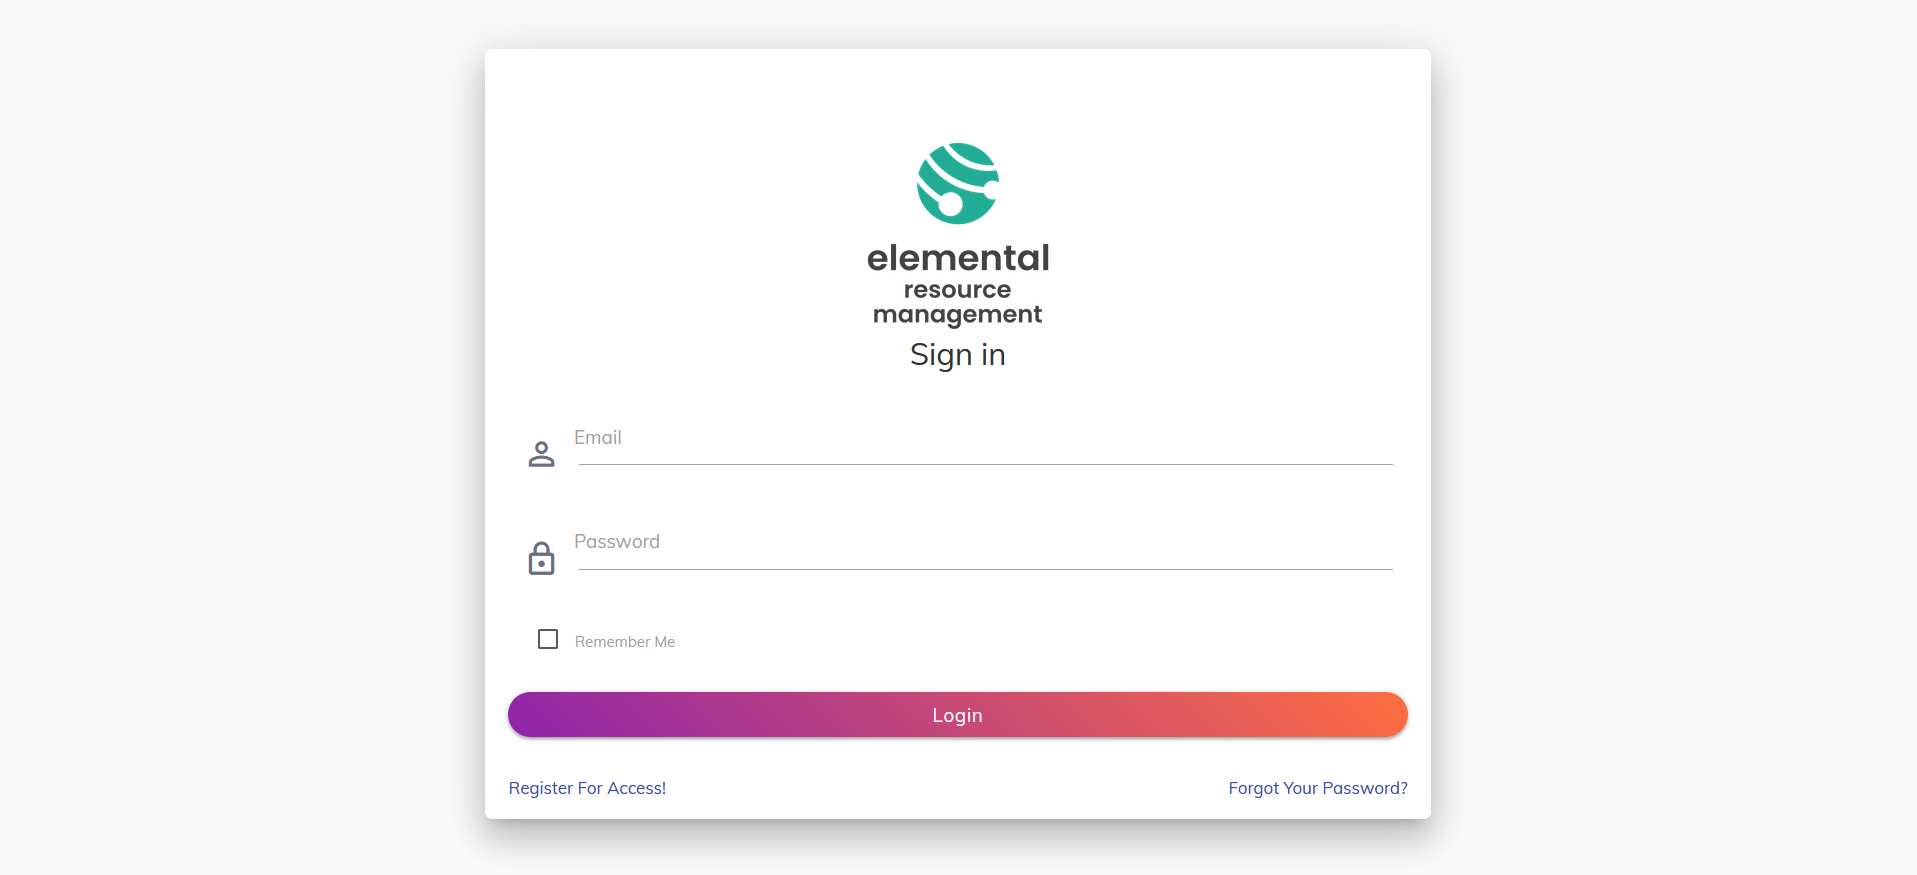 elemental
resource
management
Sign in
Email
Password
Remember Me
Login
Register For Access!
Forgot Your Password?